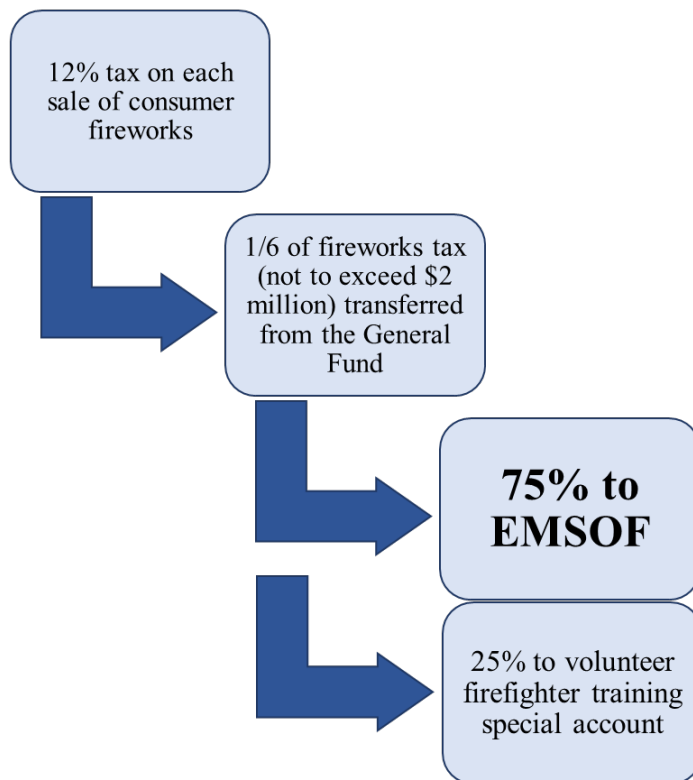 12% tax on each
sale of consumer
fireworks
1/6 of fireworks tax
(not to exceed $2
million) transferred
from the General
Fund
75% to
EMSOF
25% to volunteer
firefighter training
special account